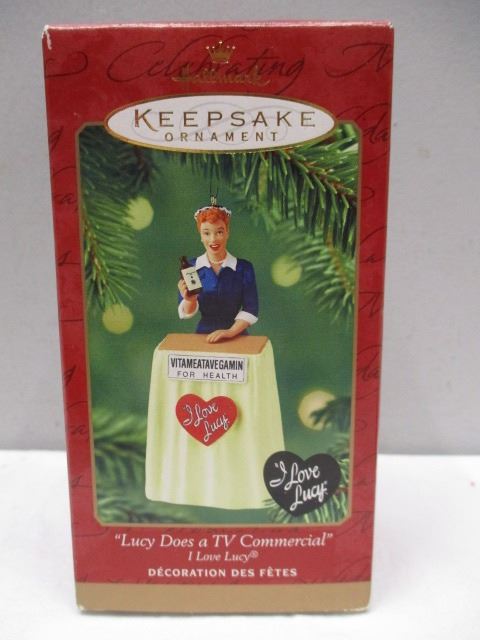 Celebrating
Hallmark
KEEPSAKE
ORNAMENT
VITAMEATAVEGAMIN
FOR HEALTH
I Love
Lucy
I Love
Lucy
"Lucy Does a TV Commercial"
I Love Lucy®
DÉCORATION DES FÊTES